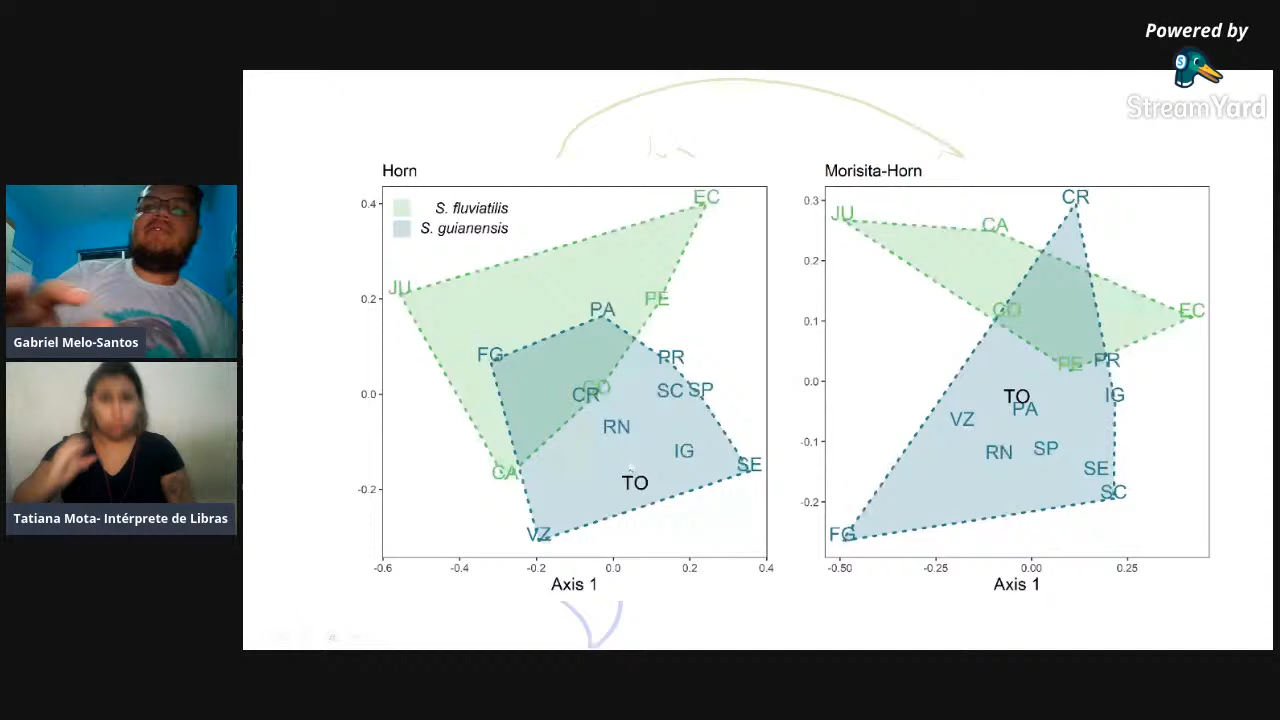 Powered by
S
StreamYard
Gabriel Melo-Santos
Tatiana Mota- Intérprete de Libras
Horn
S. fluviatilis
S. guianensis
0.4
0.2
0.0
-0.2
-0.6 -0.4 -0.2 0.0 0.2 0.4
Axis 1
EC
JU
PE
PA
FG
PR
CR GO
SC SP
RN
IG
SE
CA
TO
VZ
Morisita-Horn
0.3
0.2
0.1
0.0
-0.1
-0.2
-0.50 -0.25 0.00 0.25
Axis 1
CR
JU
CA
GO
EC
PE
PR
TO
IG
PA
VZ
SP
RN
SE
SC
FG